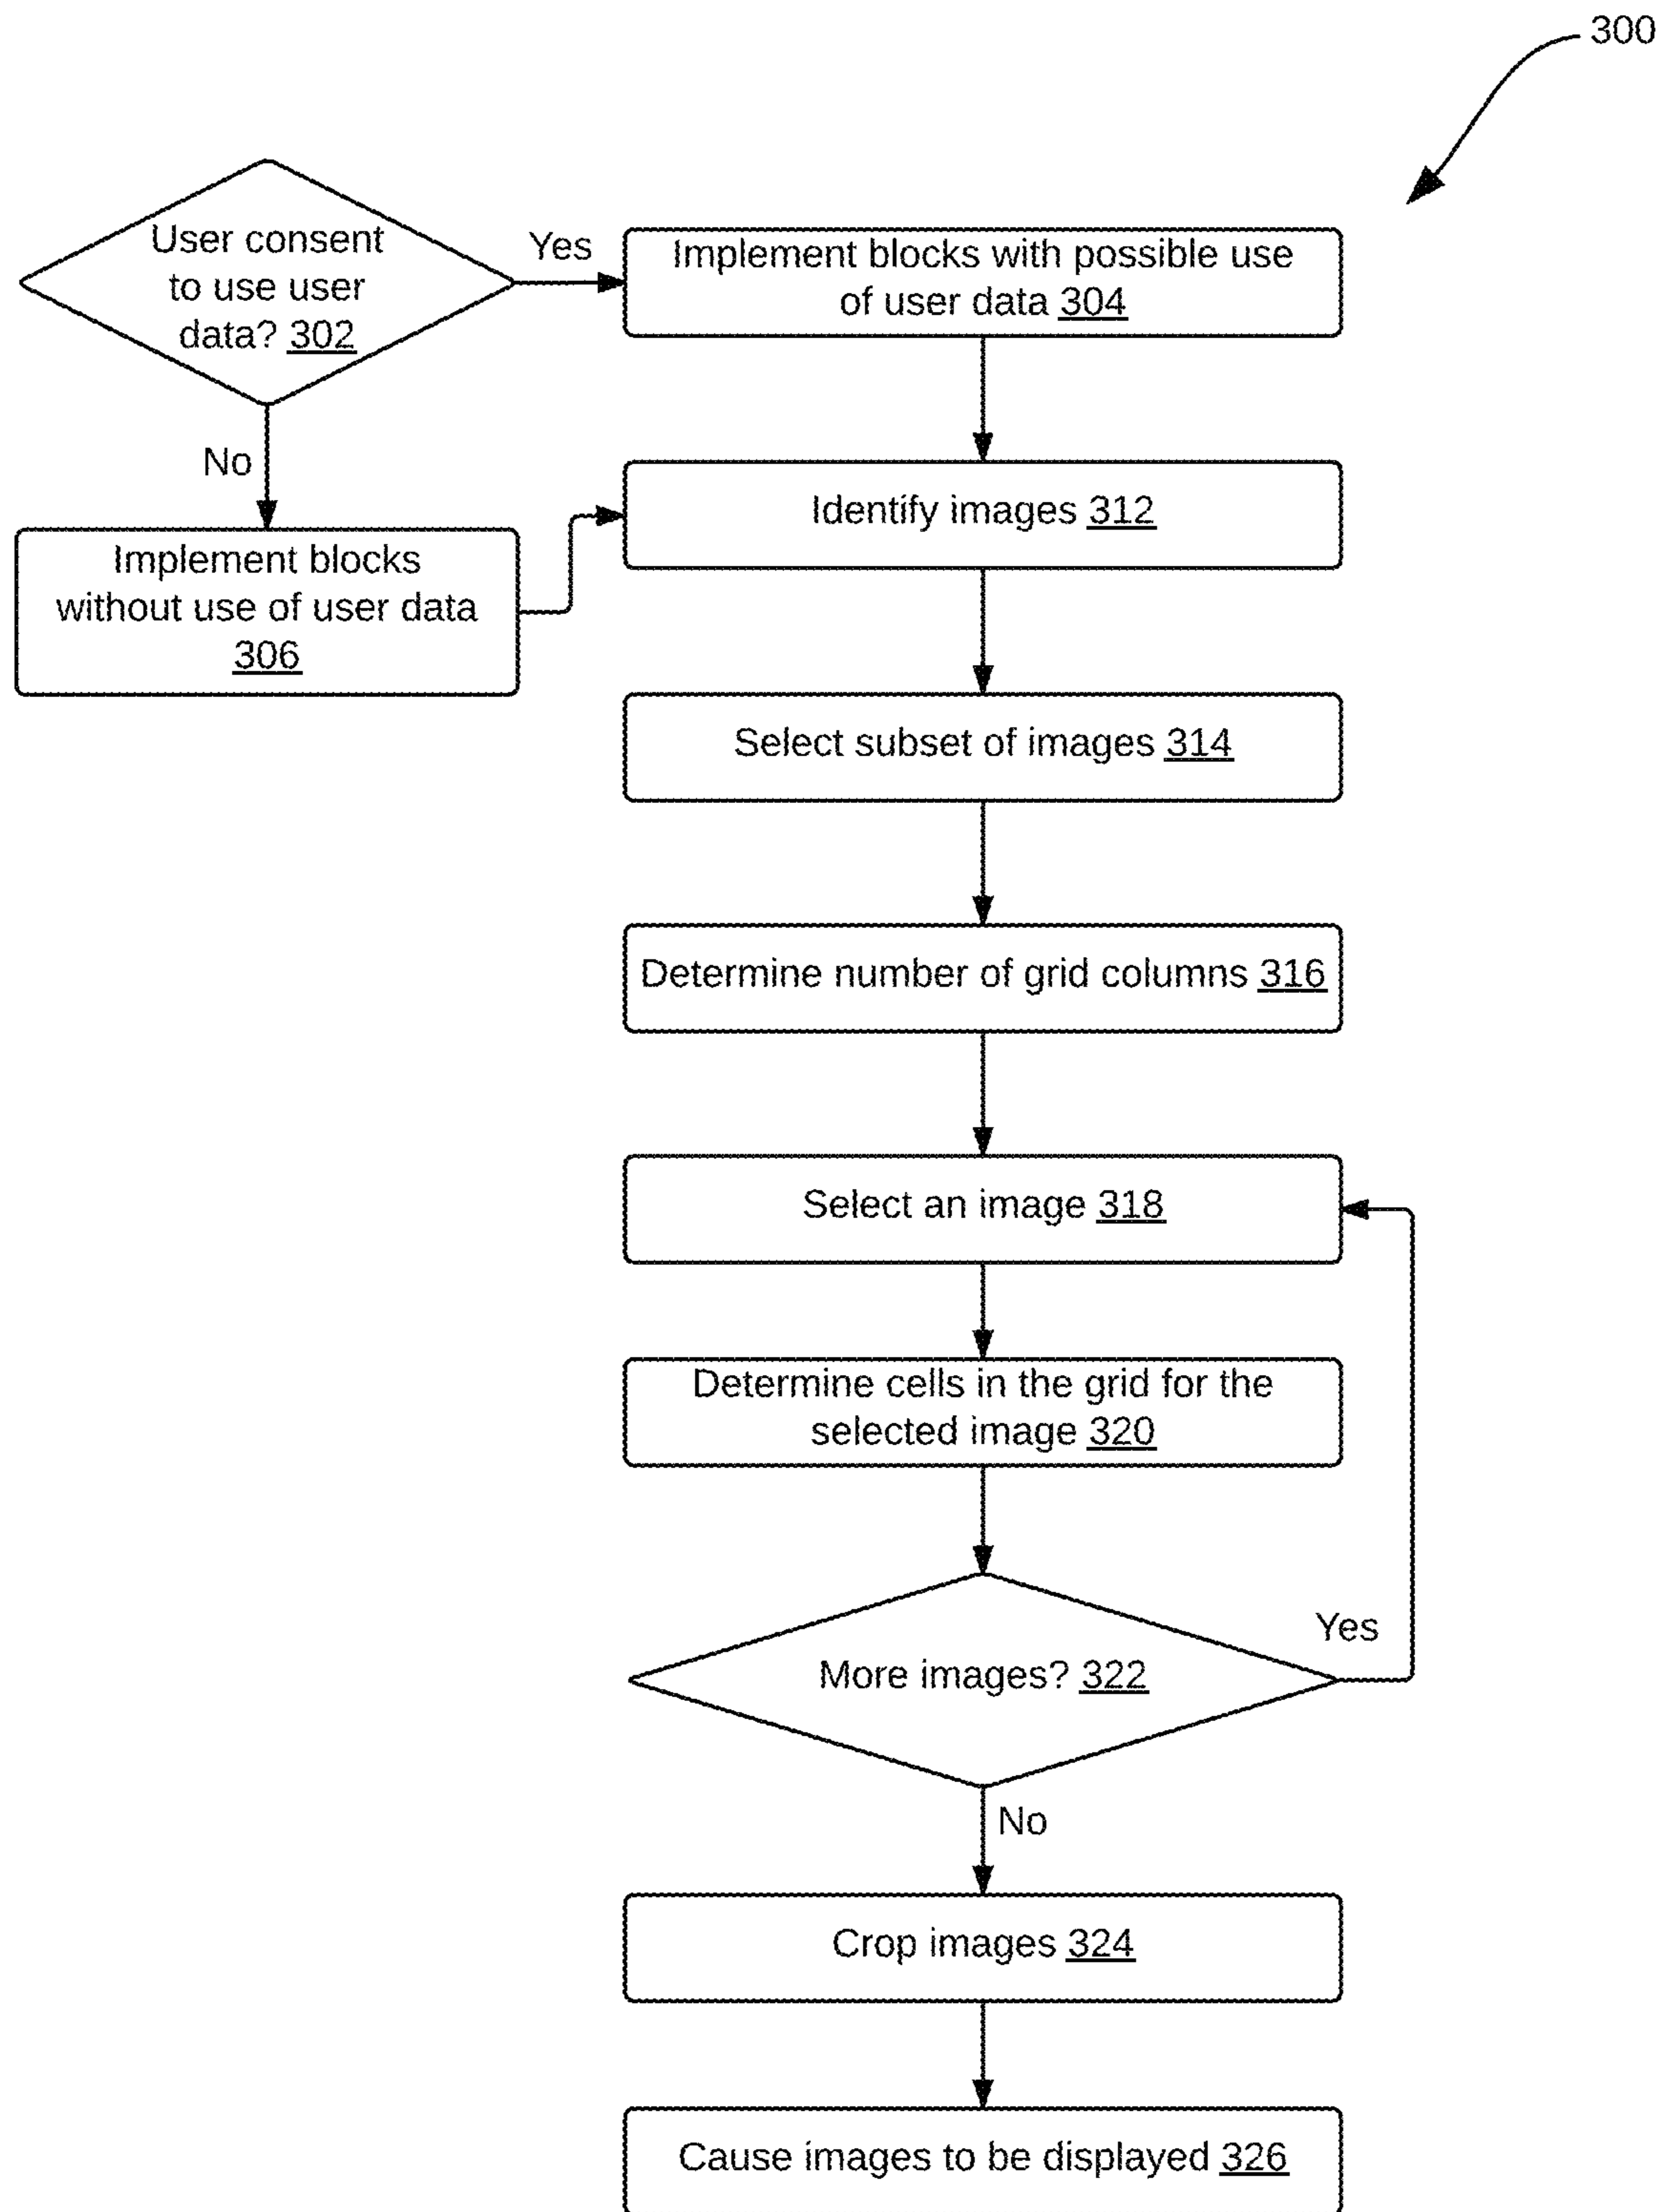 300
User consent
to use user
data? 302
Yes
Implement blocks with possible use
of user data 304
No
Implement blocks
without use of user data
306
Identify images 312
Select subset of images 314
Determine number of grid columns 316
Select an image 318
Determine cells in the grid for the
selected image 320
More images? 322
Yes
No
Crop images 324
Cause images to be displayed 326